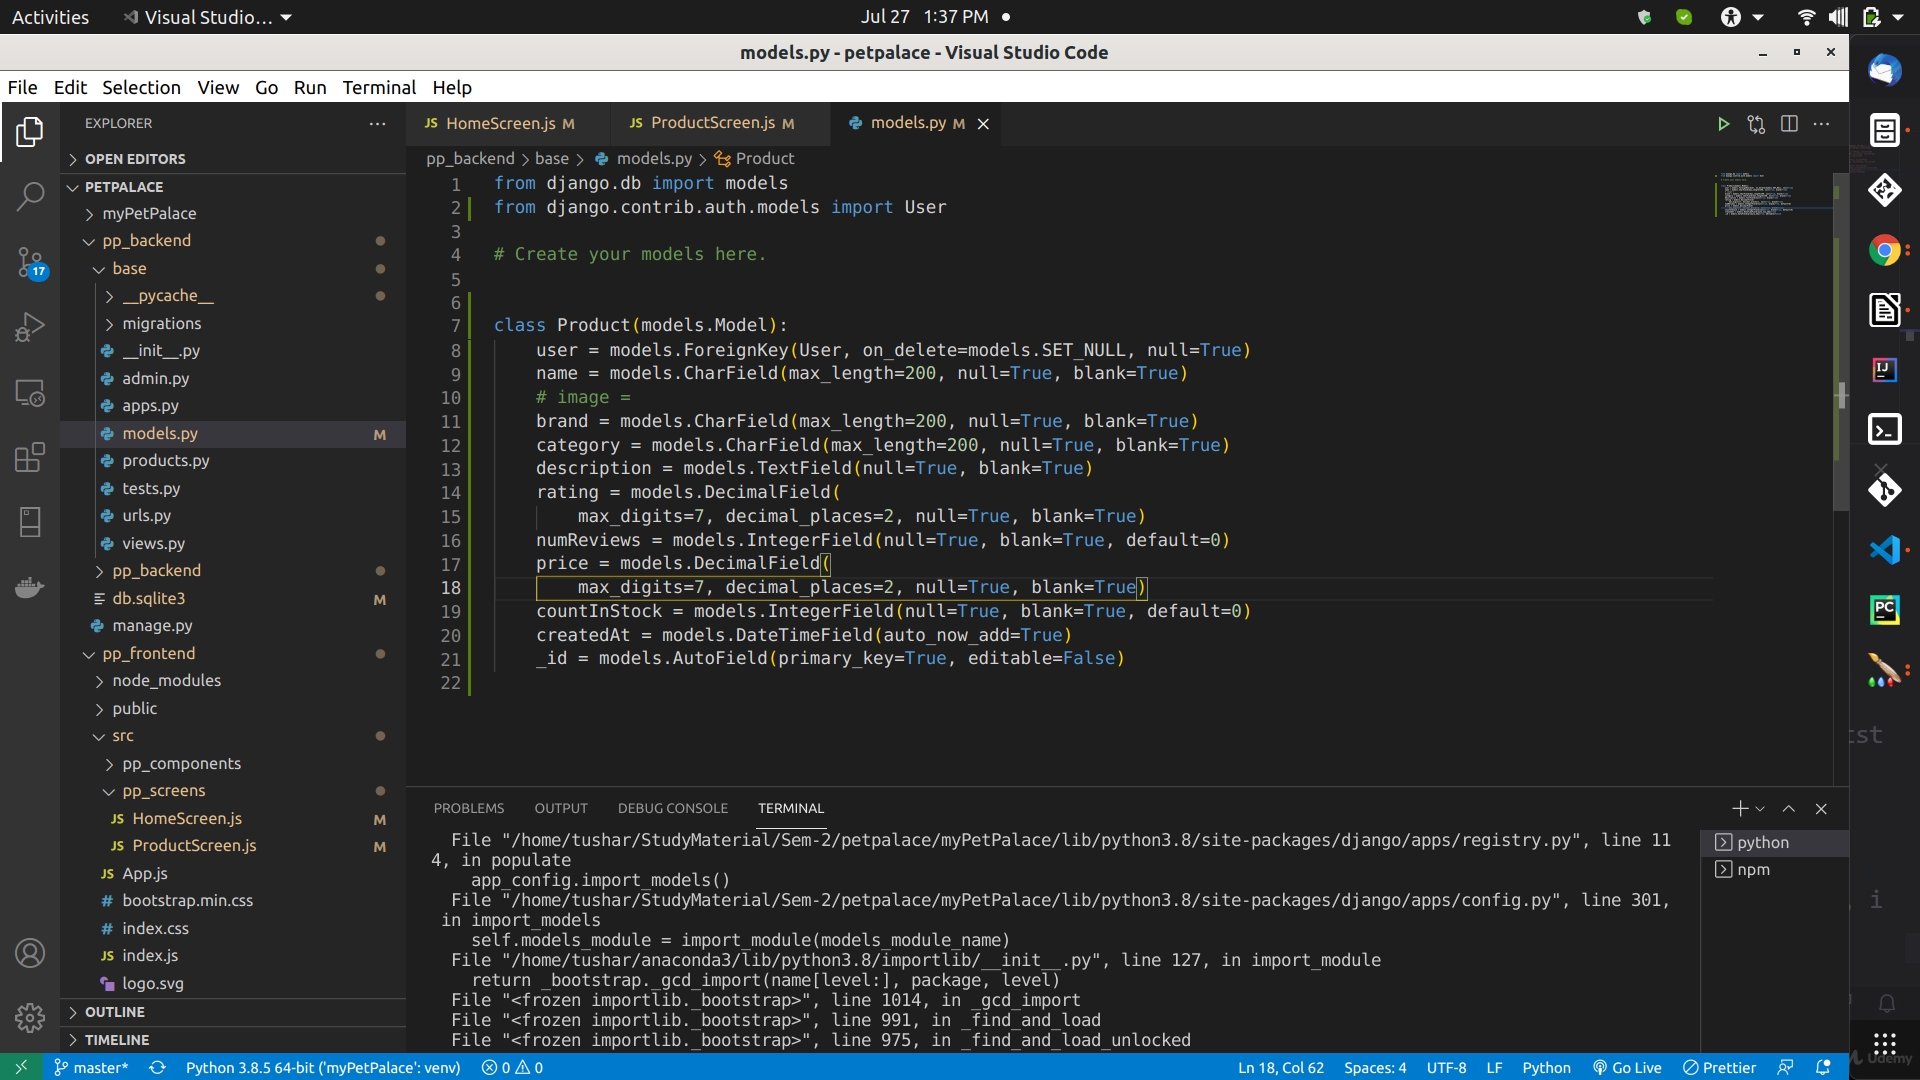 Activities
Visual Studio...
Jul 27 1:37 PM
models.py - petpalace - Visual Studio Code
File Edit Selection View Go Run Terminal Help
EXPLORER
OPEN EDITORS
PETPALACE
myPetPalace
pp_backend
base
__pycache__
migrations
__init__.py
admin.py
apps.py
models.py M
products.py
tests.py
urls.py
views.py
pp_backend
db.sqlite3 M
manage.py
pp_frontend
node_modules
public
src
pp_components
pp_screens
JS HomeScreen.js M
JS ProductScreen.js M
JS App.js
# bootstrap.min.css
# index.css
JS index.js
logo.svg
OUTLINE
TIMELINE
17
JS HomeScreen.js M
JS ProductScreen.js M
models.py M
pp_backend > base > models.py > Product
1 from django.db import models
2 from django.contrib.auth.models import User
3
4 # Create your models here.
5
6
7 class Product(models.Model):
8 user = models.ForeignKey(User, on_delete=models.SET_NULL, null=True)
9 name = models.CharField(max_length=200, null=True, blank=True)
10 # image =
11 brand = models.CharField(max_length=200, null=True, blank=True)
12 category = models.CharField(max_length=200, null=True, blank=True)
13 description = models.TextField(null=True, blank=True)
14 rating = models.DecimalField(
15 max_digits=7, decimal_places=2, null=True, blank=True)
16 numReviews = models.IntegerField(null=True, blank=True, default=0)
17 price = models.DecimalField(
18 max_digits=7, decimal_places=2, null=True, blank=True)
19 countInStock = models.IntegerField(null=True, blank=True, default=0)
20 createdAt = models.DateTimeField(auto_now_add=True)
21 _id = models.AutoField(primary_key=True, editable=False)
22
PROBLEMS OUTPUT DEBUG CONSOLE TERMINAL
File "/home/tushar/StudyMaterial/Sem-2/petpalace/myPetPalace/lib/python3.8/site-packages/django/apps/registry.py", line 11
4, in populate
app_config.import_models()
File "/home/tushar/StudyMaterial/Sem-2/petpalace/myPetPalace/lib/python3.8/site-packages/django/apps/config.py", line 301,
in import_models
self.models_module = import_module(models_module_name)
File "/home/tushar/anaconda3/lib/python3.8/importlib/__init__.py", line 127, in import_module
return _bootstrap._gcd_import(name[level:], package, level)
File "<frozen importlib._bootstrap>", line 1014, in _gcd_import
File "<frozen importlib._bootstrap>", line 991, in _find_and_load
File "<frozen importlib._bootstrap>", line 975, in _find_and_load_unlocked
python
npm
master*
Python 3.8.5 64-bit ('myPetPalace': venv)
0 0
Ln 18, Col 62
Spaces: 4
UTF-8
LF
Python
Go Live
Prettier
IJ
PC
Udemy